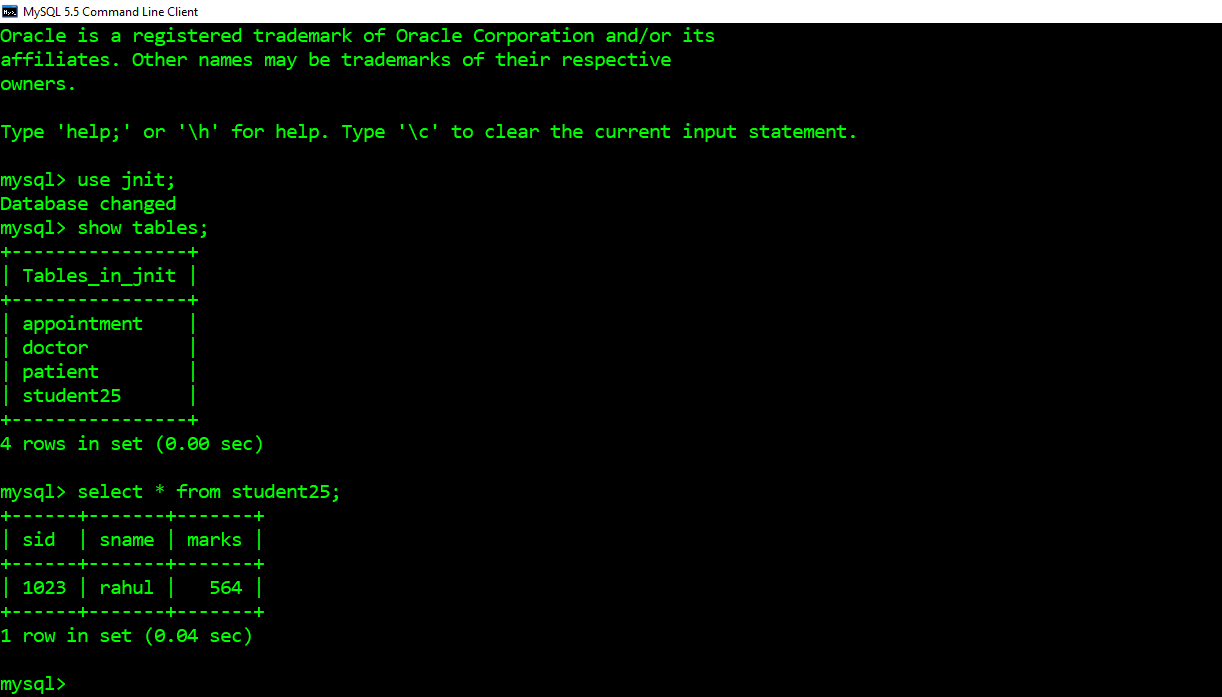 MySQL 5.5 Command Line Client
Oracle is a registered trademark of Oracle Corporation and/or its
affiliates. Other names may be trademarks of their respective
owners.
Type 'help;' or '\h' for help. Type '\c' to clear the current input statement.
mysql> use jnit;
Database changed
mysql> show tables;
+----------------+
| Tables_in_jnit |
+----------------+
| appointment    |
| doctor         |
| patient        |
| student25      |
+----------------+
4 rows in set (0.00 sec)
mysql> select * from student25;
+------+-------+-------+
| sid  | sname | marks |
+------+-------+-------+
| 1023 | rahul |   564 |
+------+-------+-------+
1 row in set (0.04 sec)
mysql>